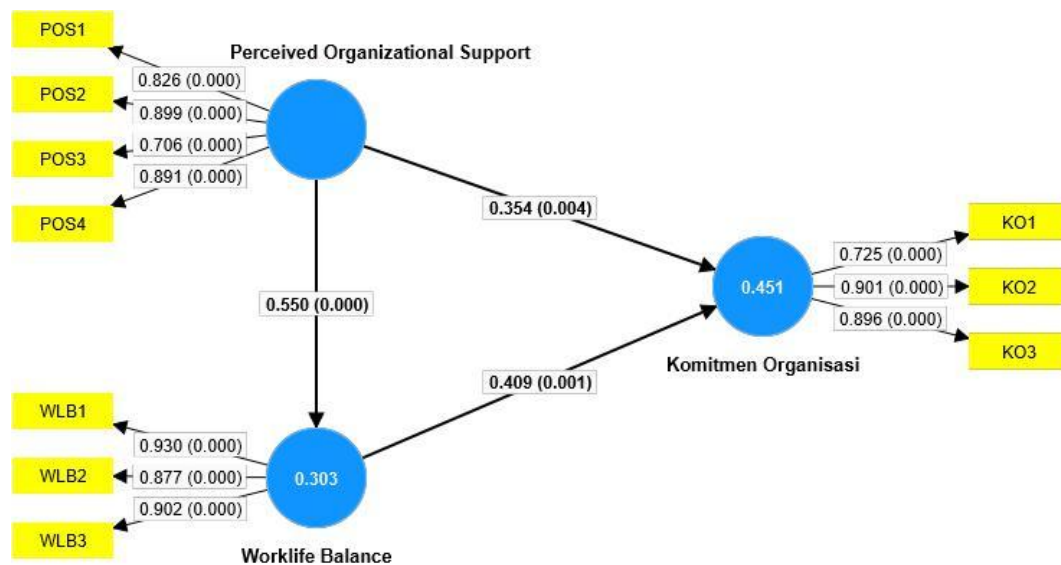 POS1
POS2
POS3
POS4
Perceived Organizational Support
0.826 (0.000)
0.899 (0.000)
0.706 (0.000)
0.891 (0.000)
0.354 (0.004)
0.550 (0.000)
0.409 (0.001)
0.451
Komitmen Organisasi
0.725 (0.000)
0.901 (0.000)
0.896 (0.000)
KO1
KO2
KO3
WLB1
WLB2
WLB3
0.930 (0.000)
0.877 (0.000)
0.902 (0.000)
0.303
Worklife Balance